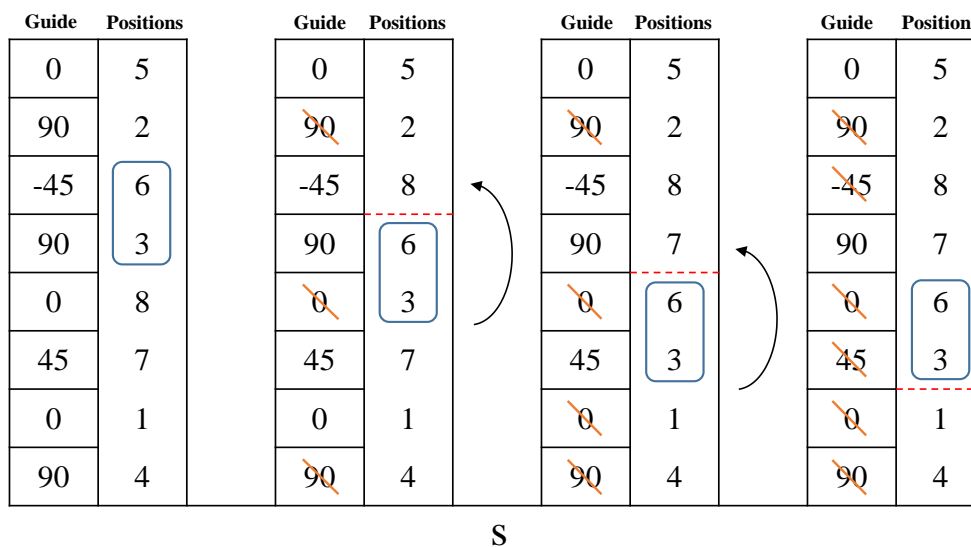 Guide Positions Guide Positions Guide Positions Guide Position
0 5 0 5 0 5 0 5
90 2 90 2 90 2 90 2
-45 6 -45 8 -45 8 -45 8
90 3 90 6 90 7 90 7
0 8 0 3 0 6 0 6
45 7 45 7 45 3 45 3
0 1 0 1 0 1 0 1
90 4 90 4 90 4 90 4
S